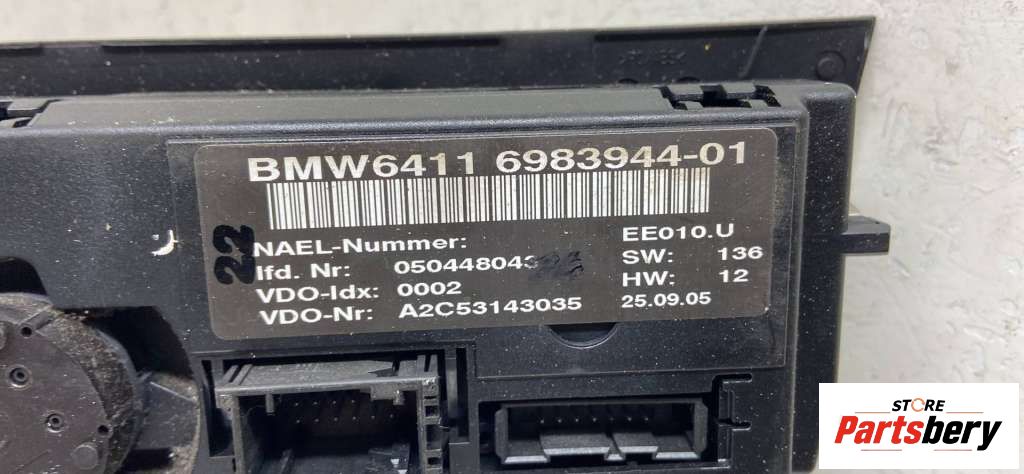 BMW6411 6983944-01
22
NAEL-Nummer: EE010.U
lfd. Nr: SW: 136
VDO-Idx: 0002 HW: 12
VDO-Nr: A2C53143035 25.09.05
STORE
Partsbery